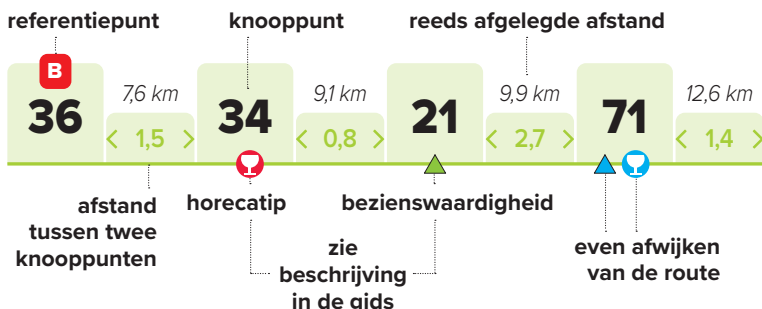 referentiepunt knooppunt reeds afgelegde afstand
B
36 7,6 km 34 9,1 km 21 9,9 km 71 12,6 km
< 1,5 > < 0,8 > < 2,7 > < 1,4 >
afstand
tussen twee
knooppunten
horecatip
bezienswaardigheid
zie
beschrijving
in de gids
even afwijken
van de route